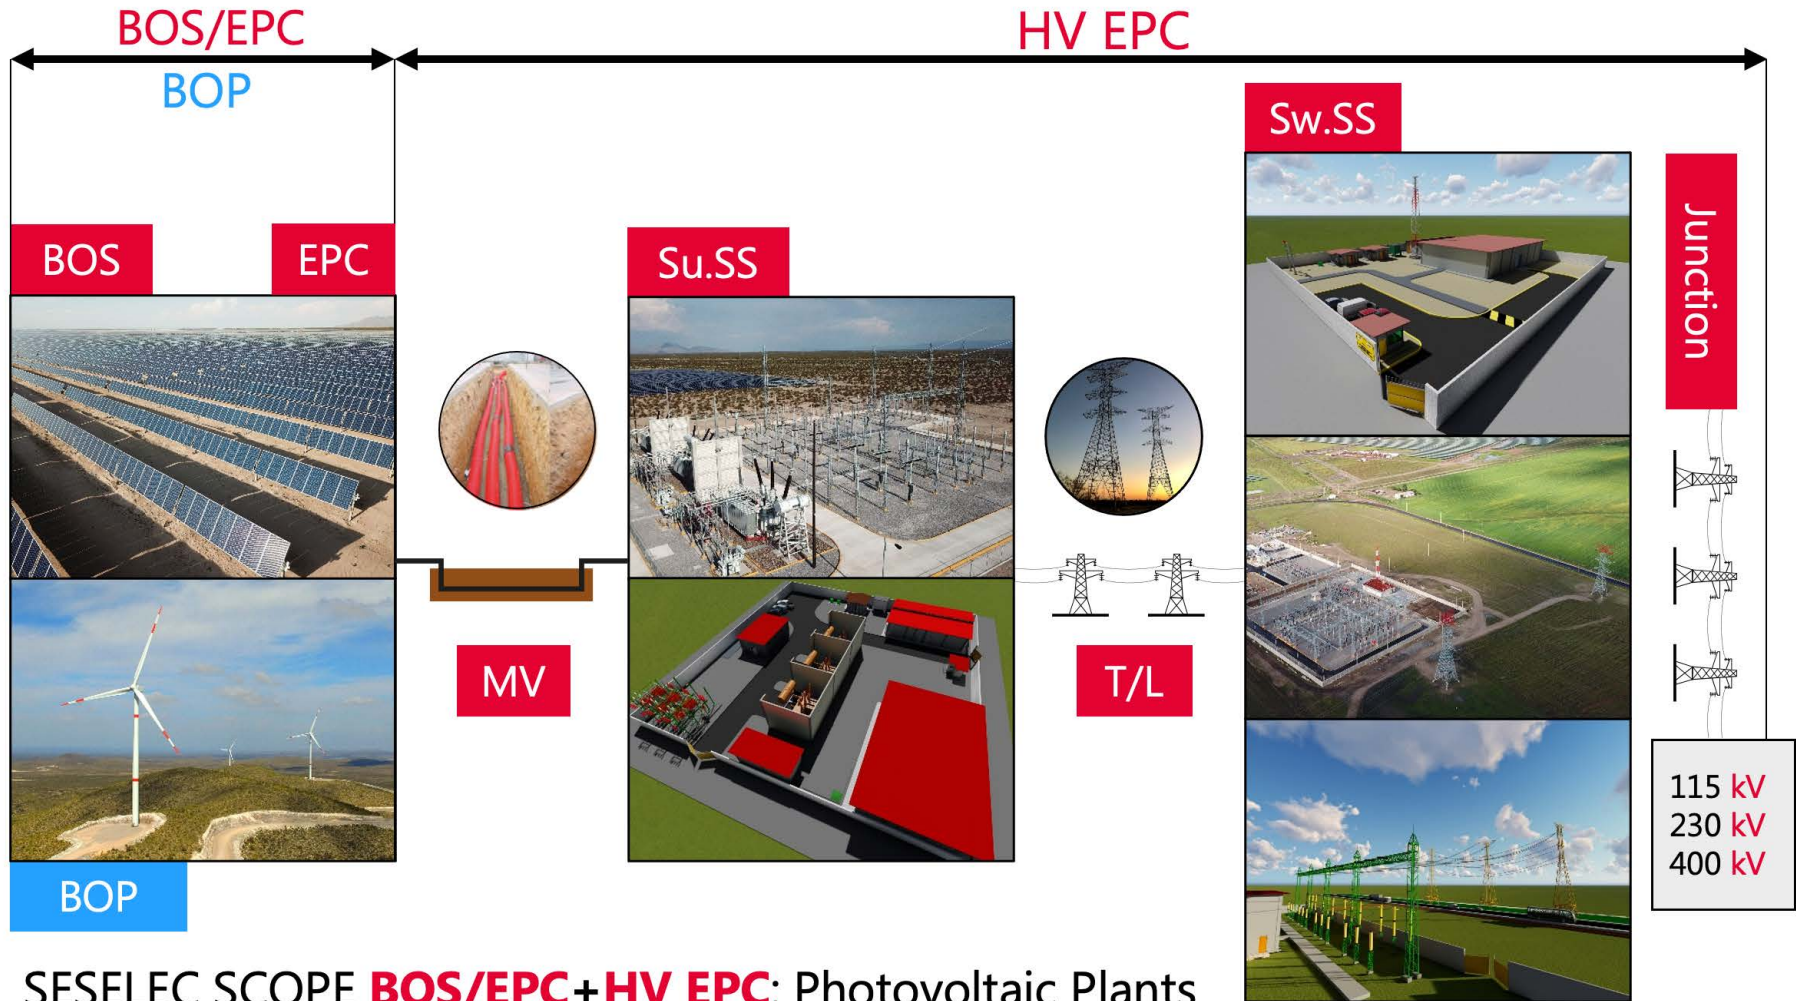 BOS/EPC
HV EPC
BOP
Sw.SS
Junction
BOS
EPC
Su.SS
MV
T/L
115 kV
230 kV
400 kV
BOP
SESELEC SCOPE BOS/EPC+HV EPC: Photovoltaic Plants